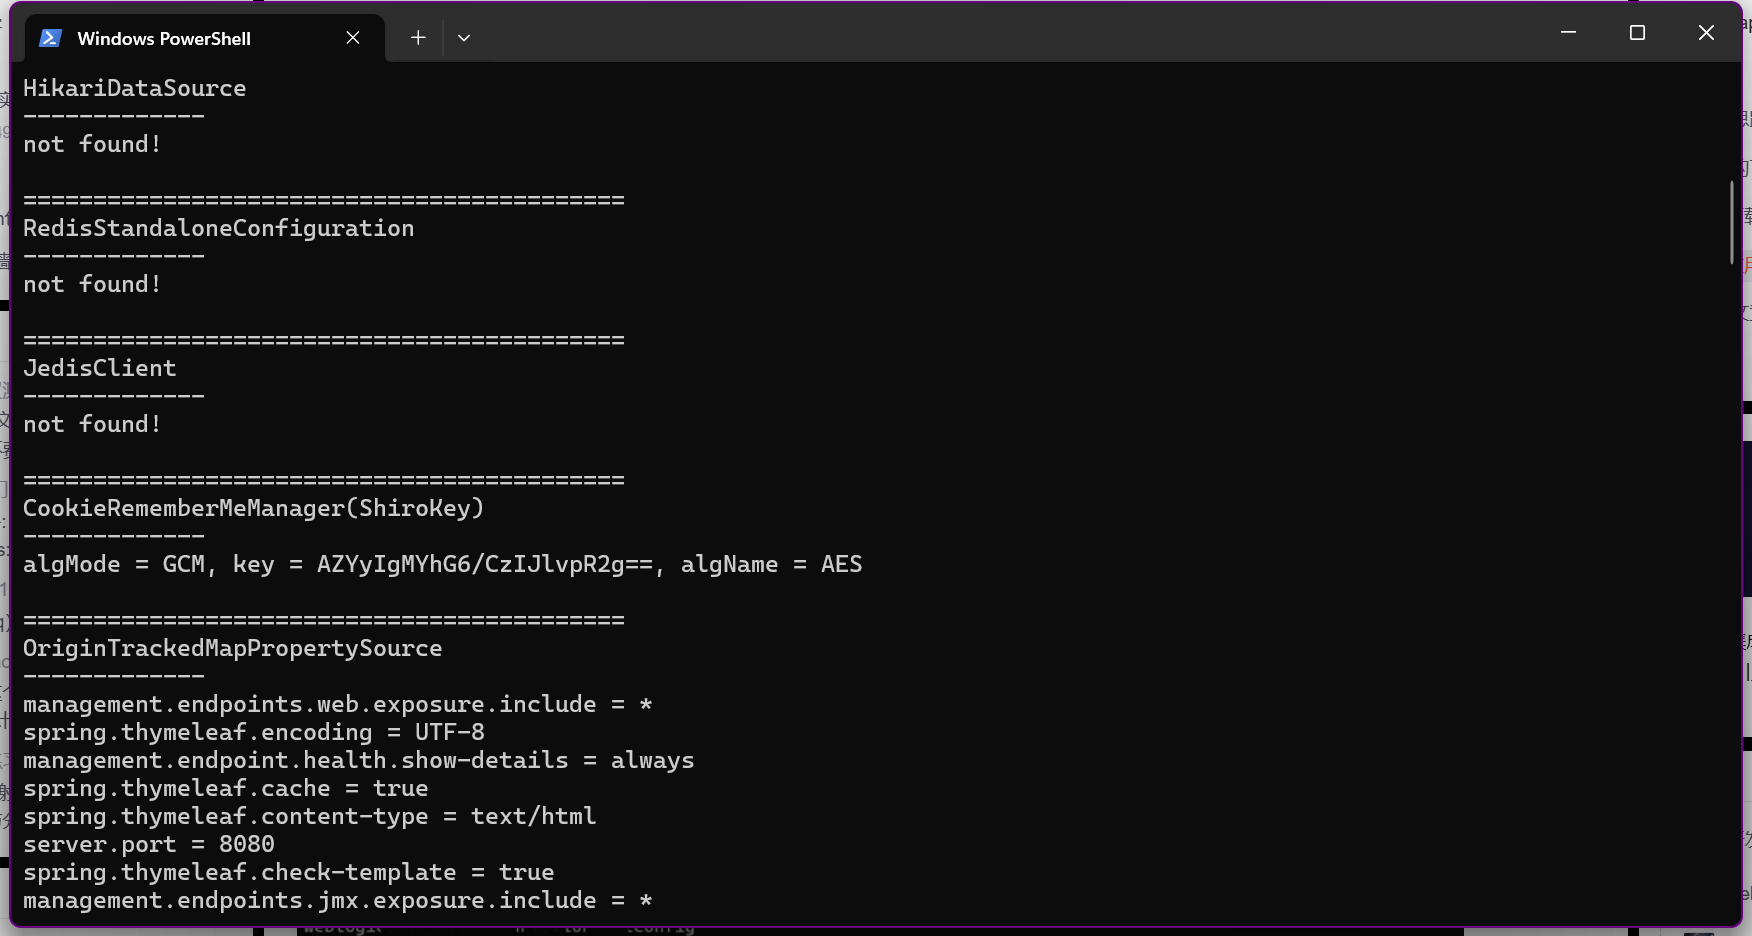 Windows PowerShell
HikariDataSource
-------------
not found!
===========================================
RedisStandaloneConfiguration
-------------
not found!
===========================================
JedisClient
-------------
not found!
===========================================
CookieRememberMeManager(ShiroKey)
-------------
algMode = GCM, key = AZYyIgMYhG6/CzIJlvpR2g==, algName = AES
===========================================
OriginTrackedMapPropertySource
-------------
management.endpoints.web.exposure.include = *
spring.thymeleaf.encoding = UTF-8
management.endpoint.health.show-details = always
spring.thymeleaf.cache = true
spring.thymeleaf.content-type = text/html
server.port = 8080
spring.thymeleaf.check-template = true
management.endpoints.jmx.exposure.include = *